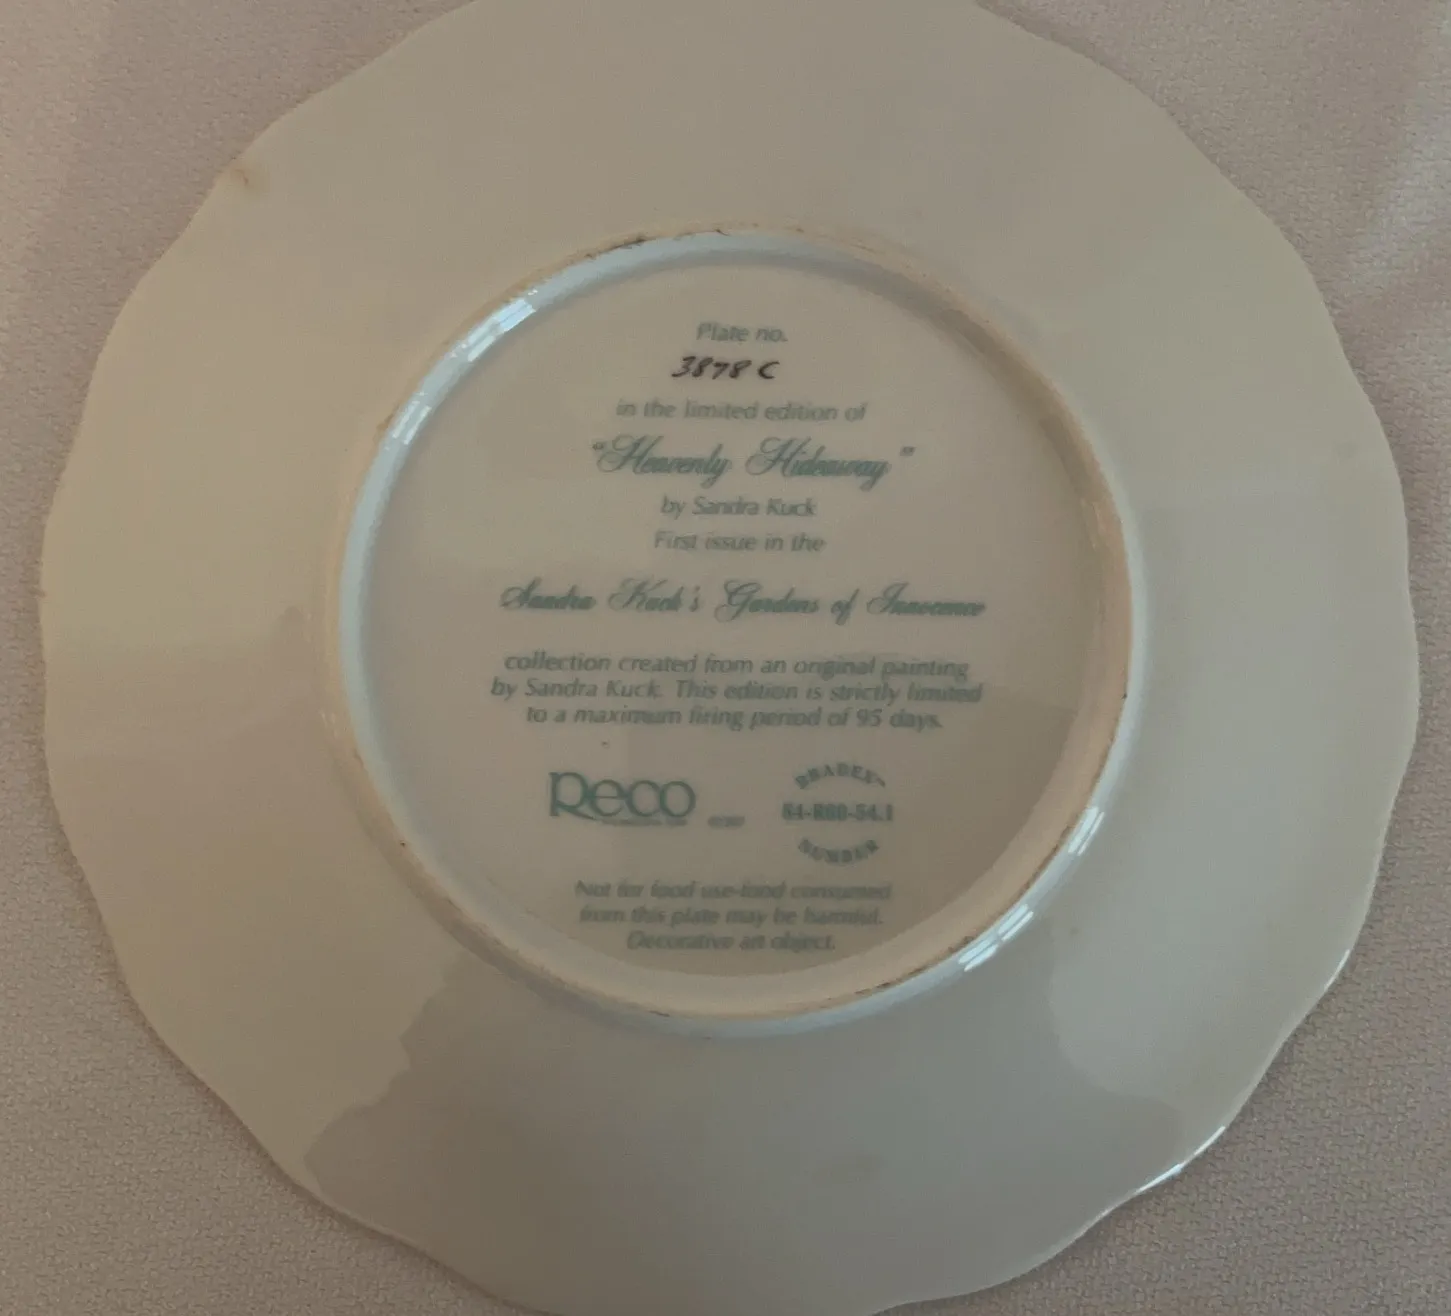 Plate no.
3878 C
in the limited edition of
"Heavenly Hideaway"
by Sandra Kuck
First issue in the
Sandra Kuck's Gardens of Innocence
collection created from an original painting
by Sandra Kuck. This edition is strictly limited
to a maximum firing period of 95 days.
Reco
BRADEX™
84-R60-54.1
NUMBER
Not for food use-food consumed
from this plate may be harmful.
Decorative art object.